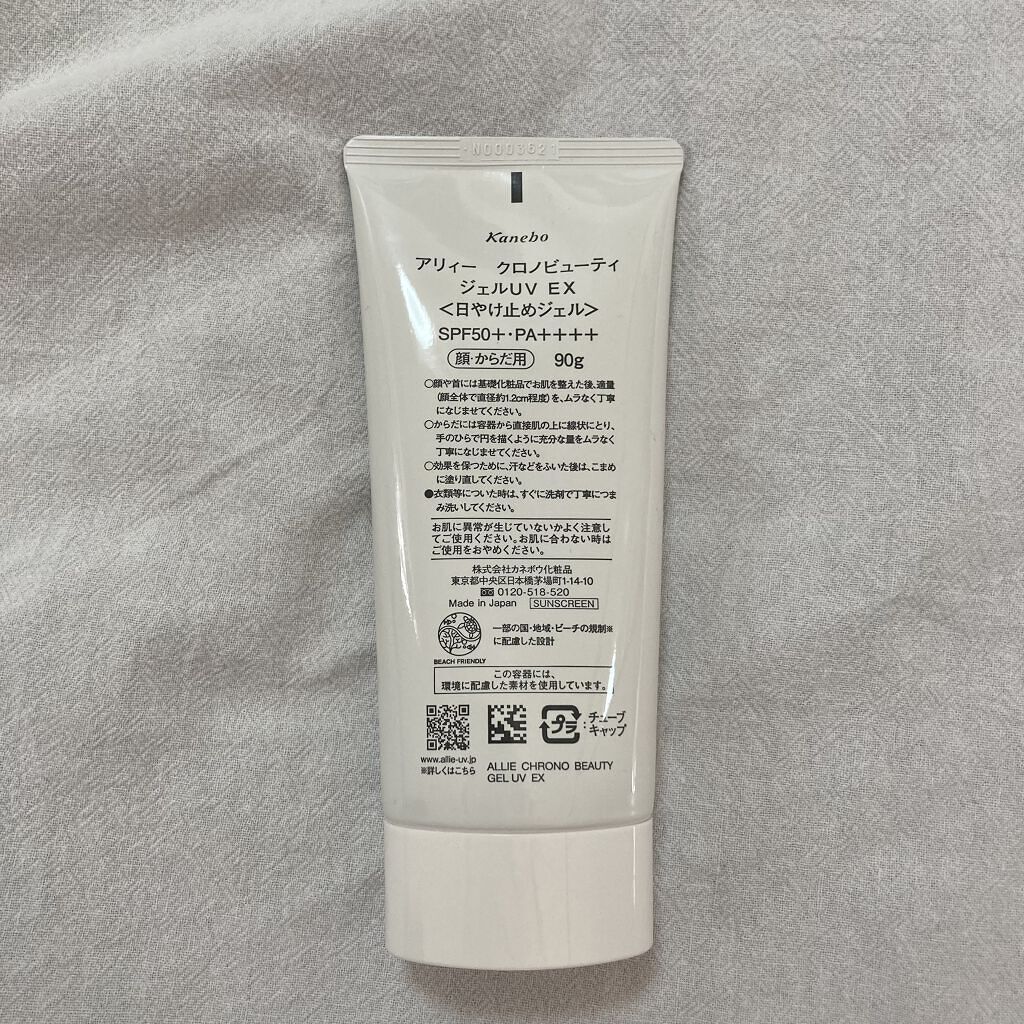 N0003621
Kanebo
アリィー クロノビューティ
ジェルUV EX
<日やけ止めジェル>
SPF50+・PA++++
顔・からだ用 90g
○顔や首には基礎化粧品でお肌を整えた後、適量
(顔全体で直径約1.2cm程度)を、ムラなく丁寧
になじませてください。
○からだには容器から直接肌の上に線状にとり、
手のひらで円を描くように充分な量をムラなく
丁寧になじませてください。
○効果を保つために、汗などをふいた後は、こまめ
に塗り直してください。
●衣類等についた時は、すぐに洗剤で丁寧につま
み洗いしてください。
お肌に異常が生じていないかよく注意し
てご使用ください。お肌に合わない時は
ご使用をおやめください。
株式会社カネボウ化粧品
東京都中央区日本橋茅場町1-14-10
0120-518-520
Made in Japan SUNSCREEN
一部の国・地域・ビーチの規制※
に配慮した設計
BEACH FRIENDLY
この容器には、
環境に配慮した素材を使用しています。
プラ:チューブ
キャップ
www.allie-uv.jp
※詳しくはこちら
ALLIE CHRONO BEAUTY
GEL UV EX